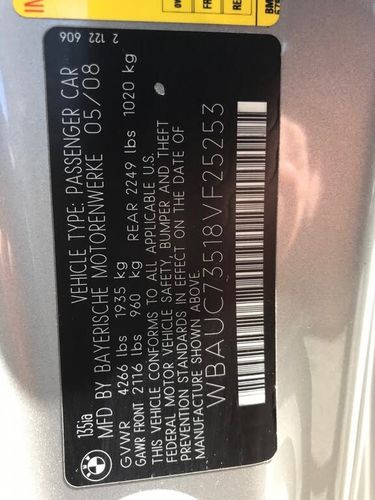 2 122 606
135ia VEHICLE TYPE: PASSENGER CAR
MFD BY BAYERISCHE MOTORENWERKE 05/08
GVWR 4266 lbs 1935 kg
GAWR FRONT 2116 lbs 960 kg REAR 2249 lbs 1020 kg
THIS VEHICLE CONFORMS TO ALL APPLICABLE U.S.
FEDERAL MOTOR VEHICLE SAFETY, BUMPER AND THEFT
PREVENTION STANDARDS IN EFFECT ON THE DATE OF
MANUFACTURE SHOWN ABOVE.
WBAUC73518VF25253
BMW